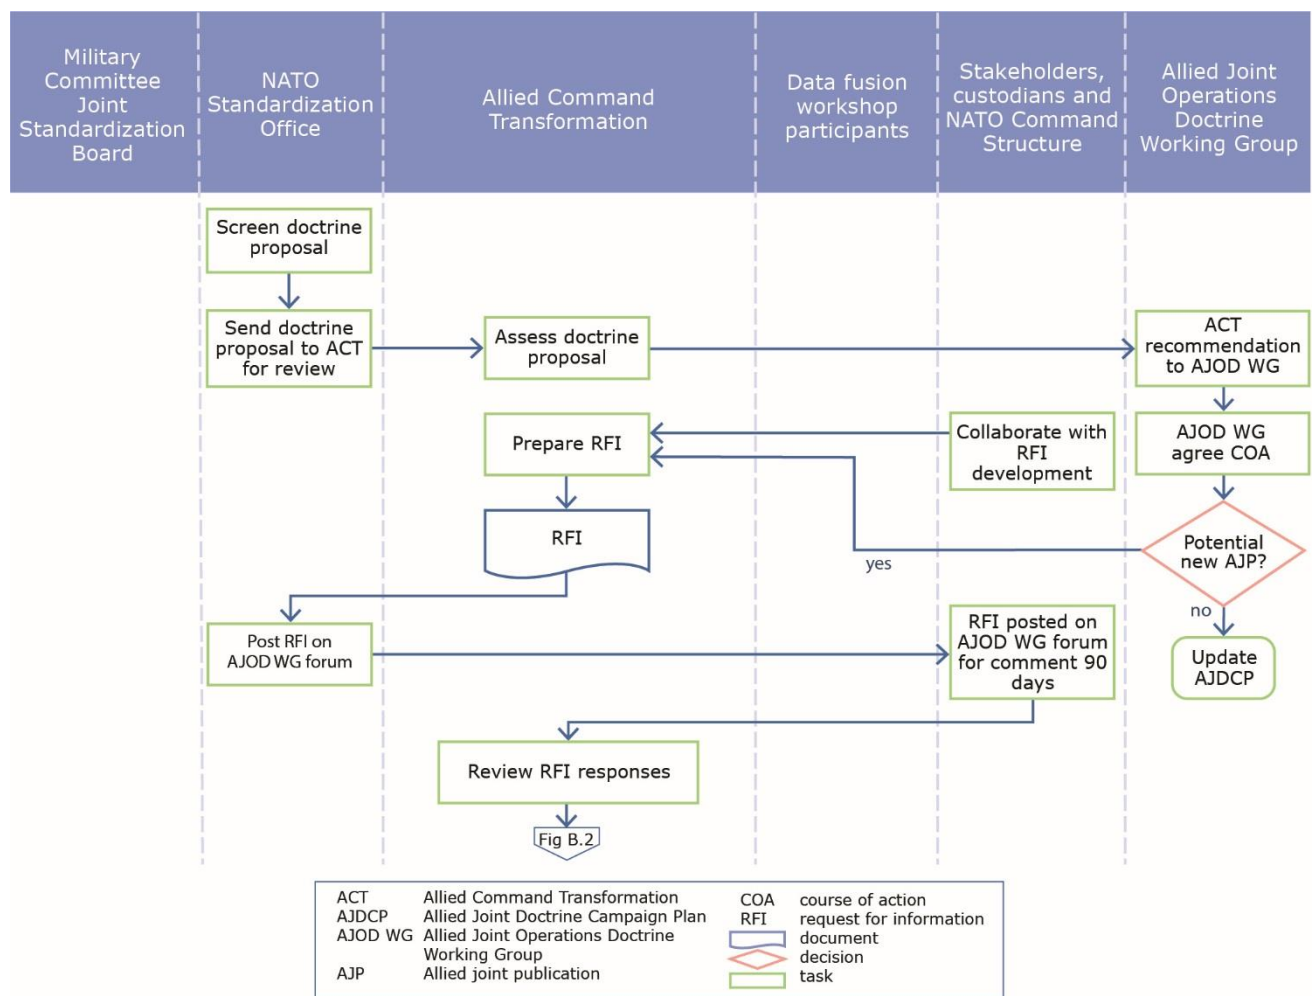 Military
Committee
Joint
Standardization
Board
NATO
Standardization
Office
Allied Command
Transformation
Data fusion
workshop
participants
Stakeholders,
custodians and
NATO Command
Structure
Allied Joint
Operations
Doctrine
Working Group
Screen doctrine
proposal
Send doctrine
proposal to ACT
for review
Assess doctrine
proposal
ACT
recommendation
to AJOD WG
Prepare RFI
Collaborate with
RFI
development
AJOD WG
agree COA
RFI
Potential
new AJP?
yes
no
Post RFI on
AJOD WG forum
RFI posted on
AJOD WG forum
for comment 90
days
Update
AJDCP
Review RFI responses
Fig B.2
ACT Allied Command Transformation
AJDCP Allied Joint Doctrine Campaign Plan
AJOD WG Allied Joint Operations Doctrine
Working Group
AJP Allied joint publication
COA course of action
RFI request for information
document
decision
task